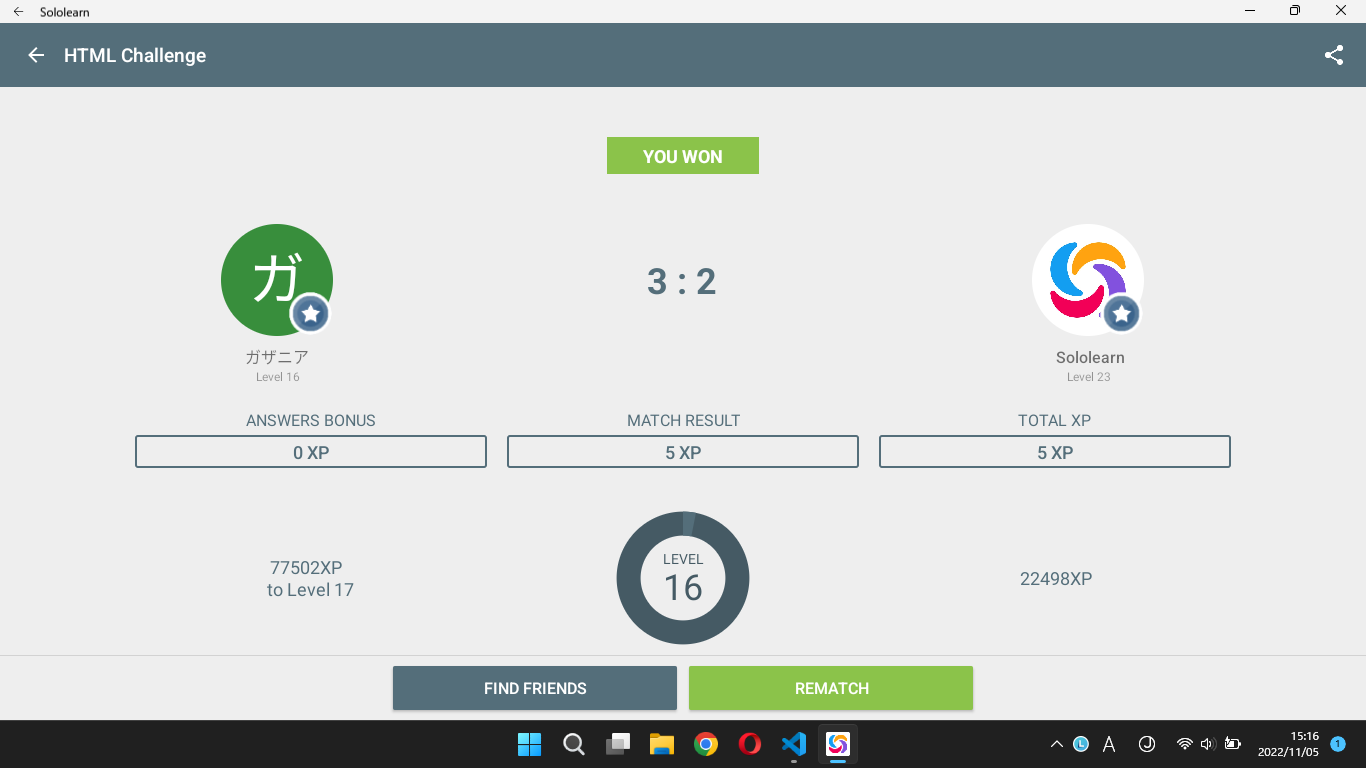 Sololearn
HTML Challenge
YOU WON
ガ
3 : 2
ガザニア
Level 16
Sololearn
Level 23
ANSWERS BONUS
0 XP
MATCH RESULT
5 XP
TOTAL XP
5 XP
77502XP
to Level 17
LEVEL
16
22498XP
FIND FRIENDS
REMATCH
L
A
J
15:16
2022/11/05
1